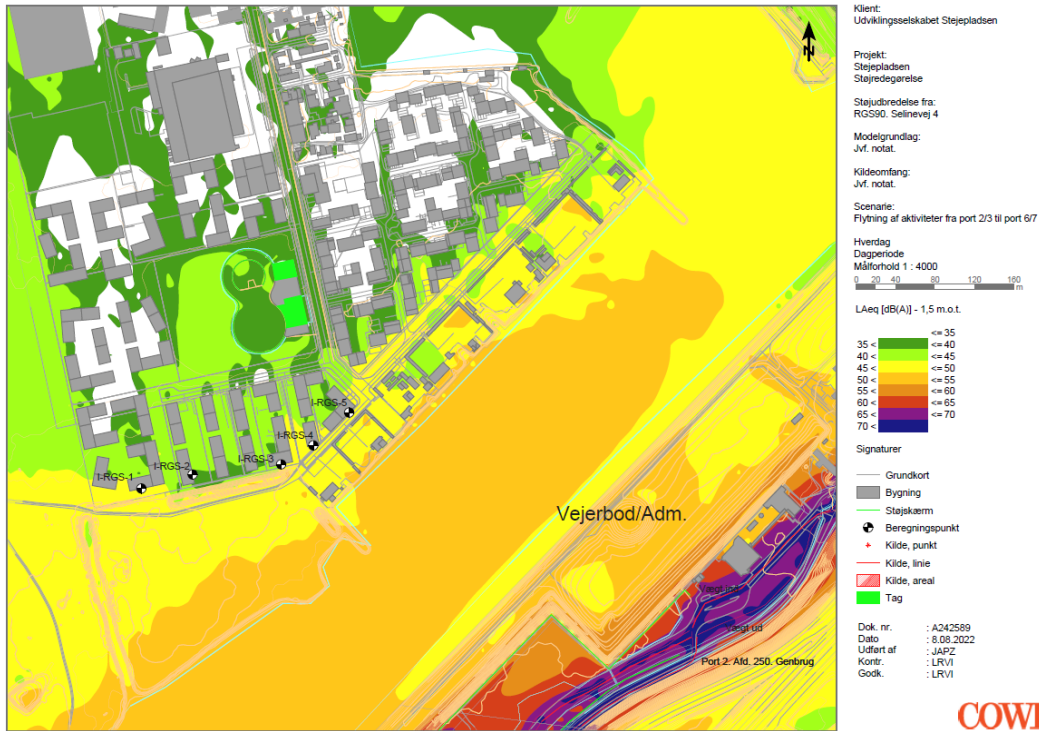 Klient:
Udviklingsselskabet Stejepladsen
Projekt:
Stejepladsen
Støjredegørelse
Støjudbredelse fra:
RGS90. Selinevej 4
Modelgrundlag:
Jvf. notat.
Kildeomfang:
Jvf. notat.
Scenarie:
Flytning af aktiviteter fra port 2/3 til port 6/7
Hverdag
Dagperiode
Målforhold 1 : 4000
0 20 40 80 120 160
m
LAeq [dB(A)] - 1,5 m.o.t.
<= 35
35 < <= 40
40 < <= 45
45 < <= 50
50 < <= 55
55 < <= 60
60 < <= 65
65 < <= 70
70 <
Signaturer
Grundkort
Bygning
Støjskærm
Beregningspunkt
Kilde, punkt
Kilde, linie
Kilde, areal
Tag
Dok. nr. : A242589
Dato : 8.08.2022
Udført af : JAPZ
Kontr. : LRVI
Godk. : LRVI
COWI
N
I-RGS-5
I-RGS-4
I-RGS-3
I-RGS-2
I-RGS-1
Vejerbod/Adm.
Vægt ind
Vægt ud
Port 2. Afd. 250. Genbrug